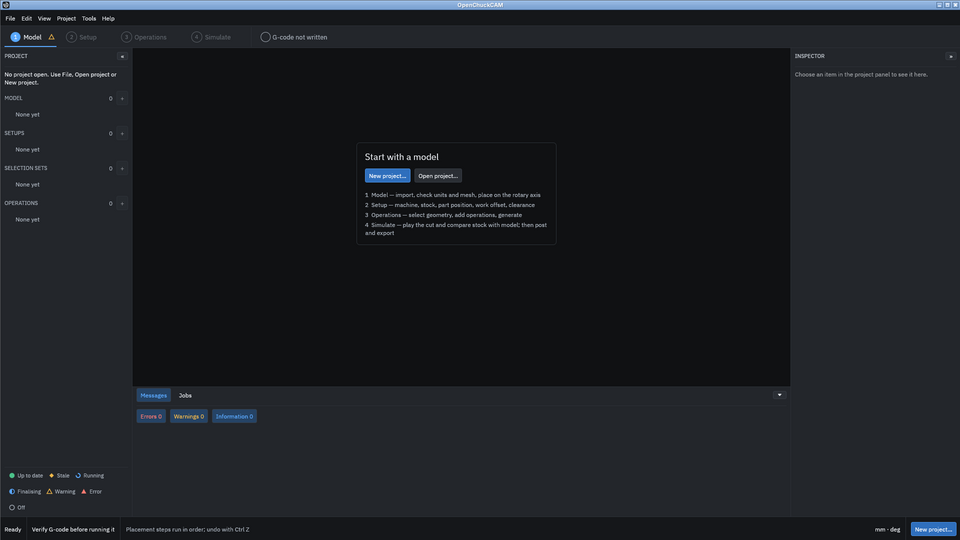 OpenChuckCAM
File Edit View Project Tools Help
1 Model 2 Setup 3 Operations 4 Simulate G-code not written
PROJECT
No project open. Use File, Open project or
New project.
MODEL 0 +
None yet
SETUPS 0 +
None yet
SELECTION SETS 0 +
None yet
OPERATIONS 0 +
None yet
Up to date Stale Running
Finalising Warning Error
Off
Start with a model
New project... Open project...
1 Model — import, check units and mesh, place on the rotary axis
2 Setup — machine, stock, part position, work offset, clearance
3 Operations — select geometry, add operations, generate
4 Simulate — play the cut and compare stock with model; then post
and export
Messages Jobs
Errors 0 Warnings 0 Information 0
INSPECTOR
Choose an item in the project panel to see it here.
Ready Verify G-code before running it Placement steps run in order; undo with Ctrl Z mm · deg New project...